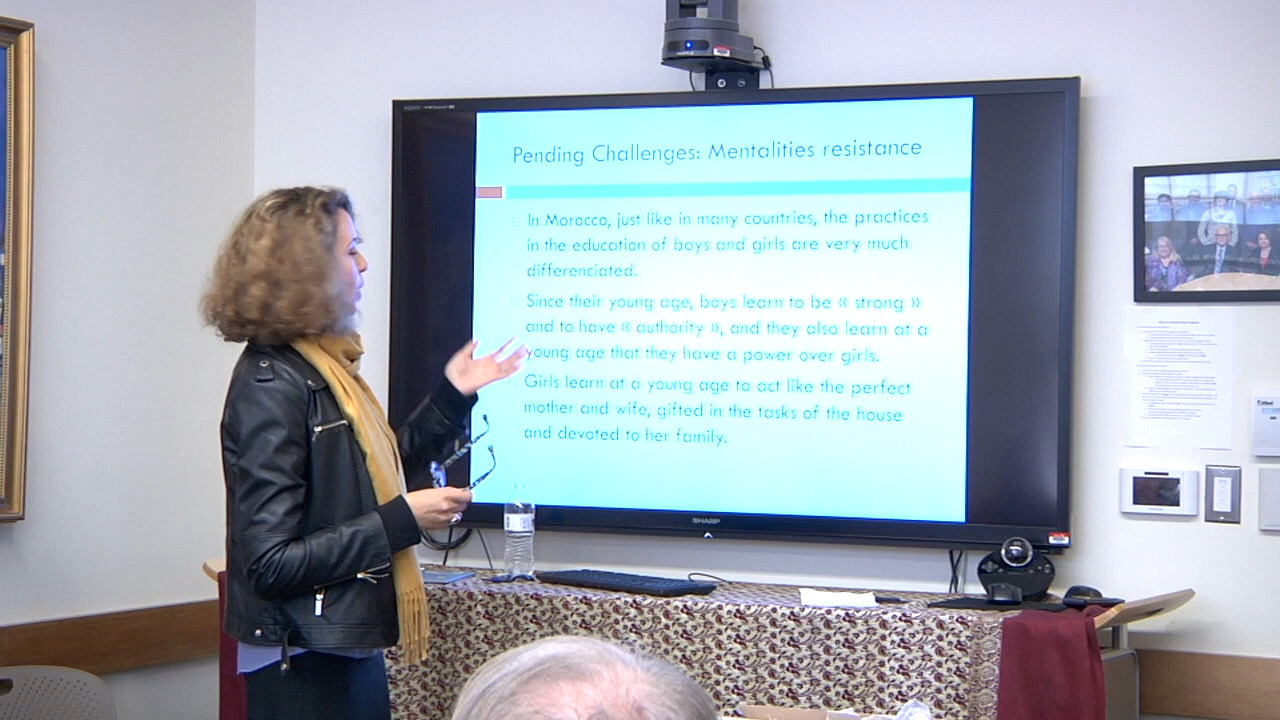 Pending Challenges: Mentalities resistance
In Morocco, just like in many countries, the practices
in the education of boys and girls are very much
differenciated.
Since their young age, boys learn to be « strong »
and to have « authority », and they also learn at a
young age that they have a power over girls.
Girls learn at a young age to act like the perfect
mother and wife, gifted in the tasks of the house
and devoted to her family.
SHARP